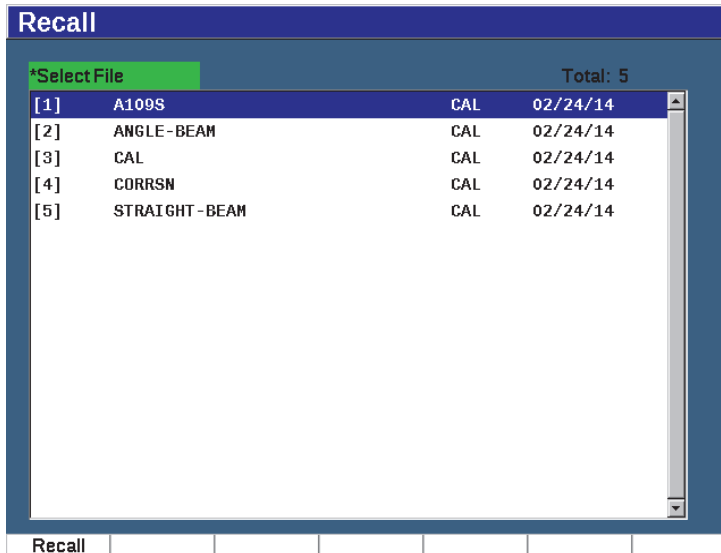 Recall
*Select File Total: 5
[1] A109S CAL 02/24/14
[2] ANGLE-BEAM CAL 02/24/14
[3] CAL CAL 02/24/14
[4] CORRSN CAL 02/24/14
[5] STRAIGHT-BEAM CAL 02/24/14
Recall